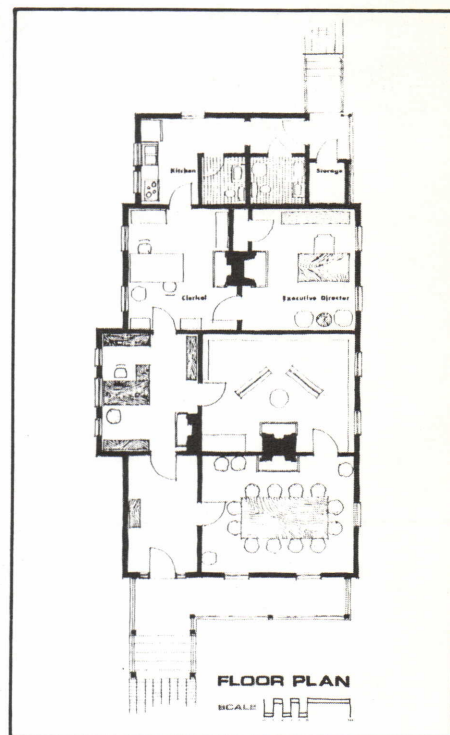 Kitchen
Storage
Clerical
Executive Director
FLOOR PLAN
SCALE